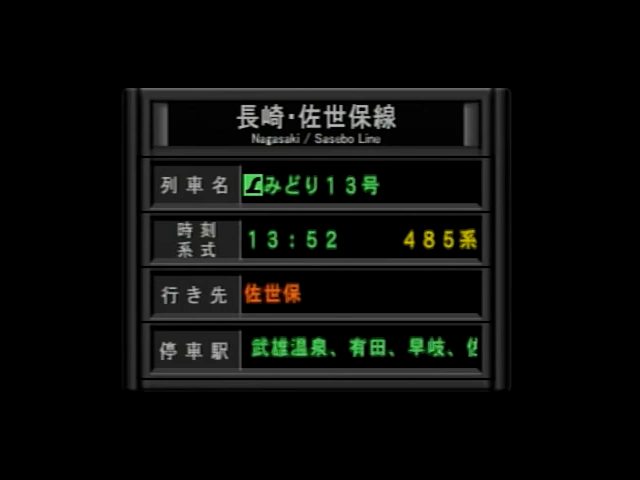 長崎・佐世保線
Nagasaki / Sasebo Line
列車名 みどり13号
時刻 系式 13:52 485系
行き先 佐世保
停車駅 武雄温泉、有田、早岐、佐